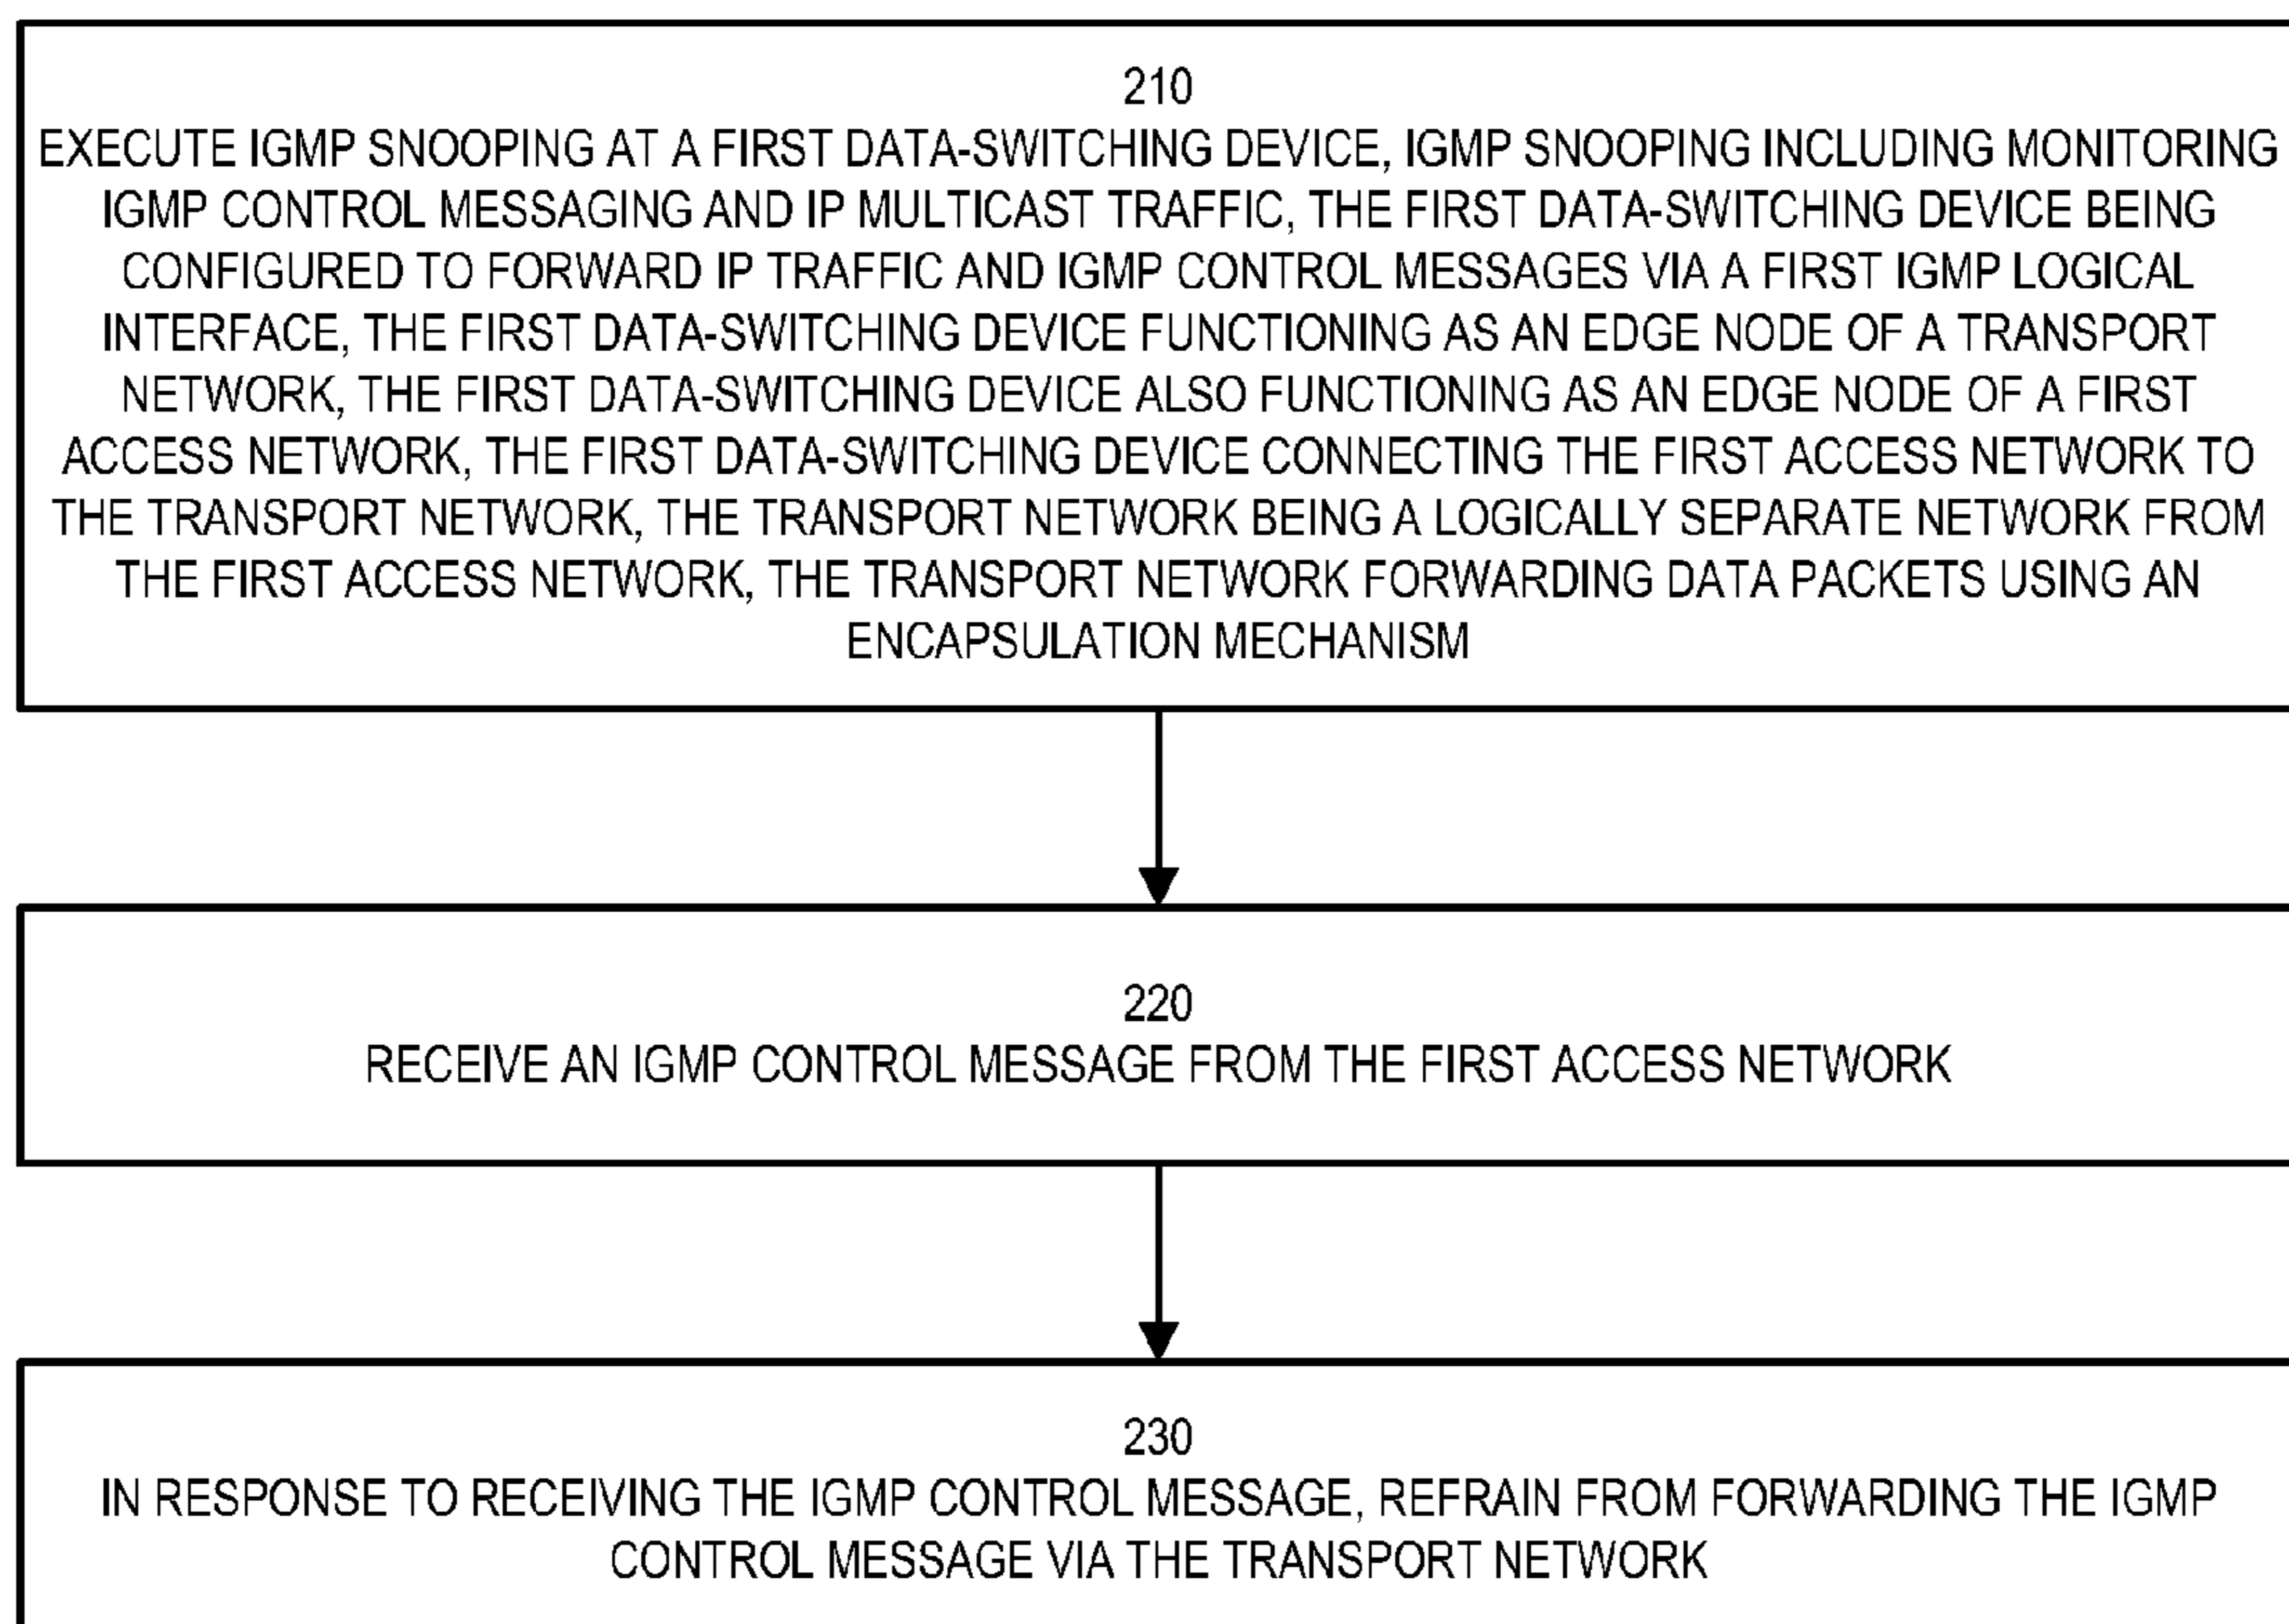 210
EXECUTE IGMP SNOOPING AT A FIRST DATA-SWITCHING DEVICE, IGMP SNOOPING INCLUDING MONITORING
IGMP CONTROL MESSAGING AND IP MULTICAST TRAFFIC, THE FIRST DATA-SWITCHING DEVICE BEING
CONFIGURED TO FORWARD IP TRAFFIC AND IGMP CONTROL MESSAGES VIA A FIRST IGMP LOGICAL
INTERFACE, THE FIRST DATA-SWITCHING DEVICE FUNCTIONING AS AN EDGE NODE OF A TRANSPORT
NETWORK, THE FIRST DATA-SWITCHING DEVICE ALSO FUNCTIONING AS AN EDGE NODE OF A FIRST
ACCESS NETWORK, THE FIRST DATA-SWITCHING DEVICE CONNECTING THE FIRST ACCESS NETWORK TO
THE TRANSPORT NETWORK, THE TRANSPORT NETWORK BEING A LOGICALLY SEPARATE NETWORK FROM
THE FIRST ACCESS NETWORK, THE TRANSPORT NETWORK FORWARDING DATA PACKETS USING AN
ENCAPSULATION MECHANISM
220
RECEIVE AN IGMP CONTROL MESSAGE FROM THE FIRST ACCESS NETWORK
230
IN RESPONSE TO RECEIVING THE IGMP CONTROL MESSAGE, REFRAIN FROM FORWARDING THE IGMP
CONTROL MESSAGE VIA THE TRANSPORT NETWORK